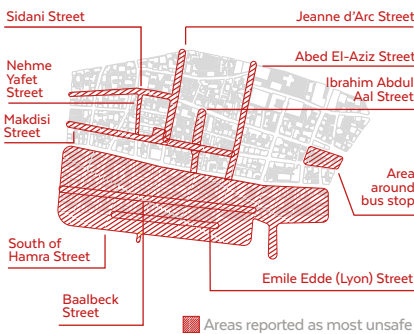 Sidani Street
Jeanne d'Arc Street
Abed El-Aziz Street
Nehme
Yafet
Street
Ibrahim Abdul
Aal Street
Makdisi
Street
Area
around
bus stop
South of
Hamra Street
Emile Edde (Lyon) Street
Baalbeck
Street
Areas reported as most unsafe